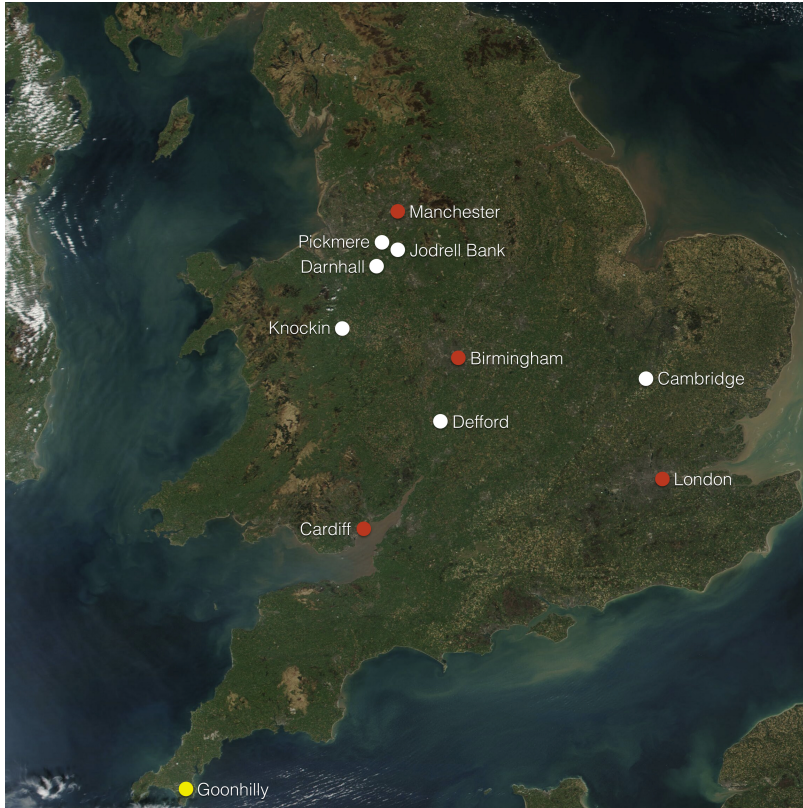 Manchester
Pickmere
Jodrell Bank
Darnhall
Knockin
Birmingham
Cambridge
Defford
London
Cardiff
Goonhilly